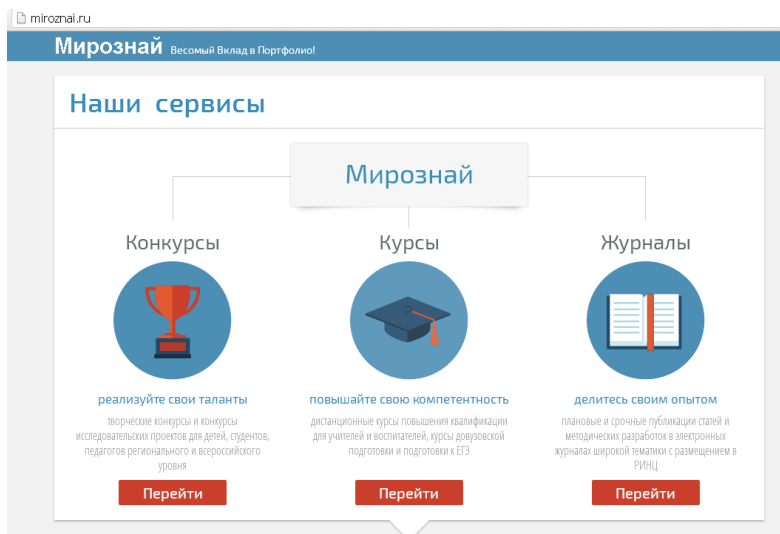 miroznai.ru
Мирознай Весомый Вклад в Портфолио!
Наши сервисы
Мирознай
Конкурсы
реализуйте свои таланты
творческие конкурсы и конкурсы
исследовательских проектов для детей, студентов,
педагогов регионального и всероссийского
уровня
Перейти
Курсы
повышайте свою компетентность
дистанционные курсы повышения квалификации
для учителей и воспитателей, курсы довузовской
подготовки и подготовки к ЕГЭ
Перейти
Журналы
делитесь своим опытом
плановые и срочные публикации статей и
методических разработок в электронных
журналах широкой тематики с размещением в
РИНЦ
Перейти